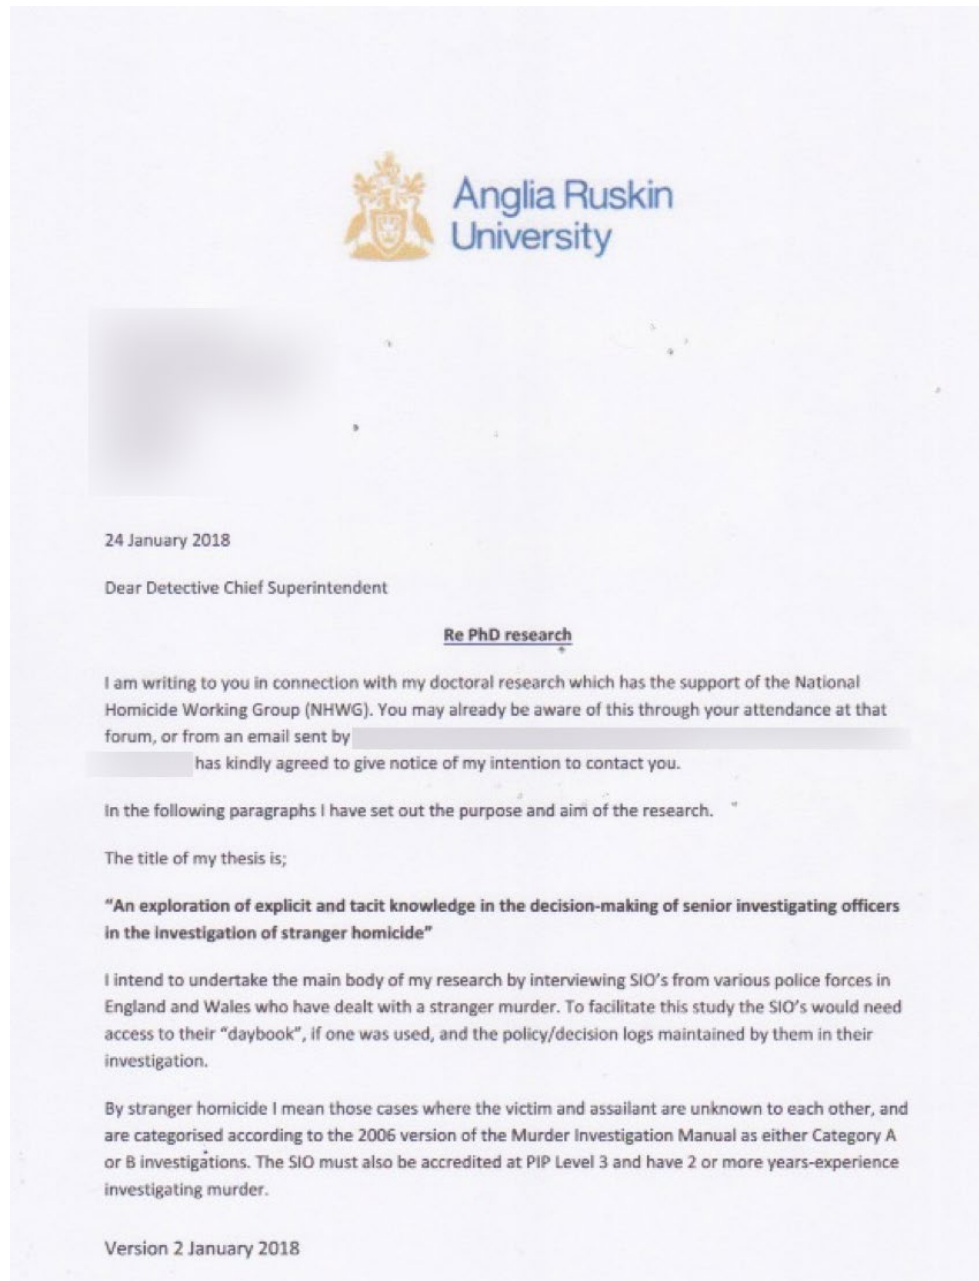 Anglia Ruskin
University
24 January 2018
Dear Detective Chief Superintendent
Re PhD research
I am writing to you in connection with my doctoral research which has the support of the National
Homicide Working Group (NHWG). You may already be aware of this through your attendance at that
forum, or from an email sent by
has kindly agreed to give notice of my intention to contact you.
In the following paragraphs I have set out the purpose and aim of the research.
The title of my thesis is;
“An exploration of explicit and tacit knowledge in the decision-making of senior investigating officers
in the investigation of stranger homicide”
I intend to undertake the main body of my research by interviewing SIO’s from various police forces in
England and Wales who have dealt with a stranger murder. To facilitate this study the SIO’s would need
access to their “daybook”, if one was used, and the policy/decision logs maintained by them in their
investigation.
By stranger homicide I mean those cases where the victim and assailant are unknown to each other, and
are categorised according to the 2006 version of the Murder Investigation Manual as either Category A
or B investigations. The SIO must also be accredited at PIP Level 3 and have 2 or more years-experience
investigating murder.
Version 2 January 2018